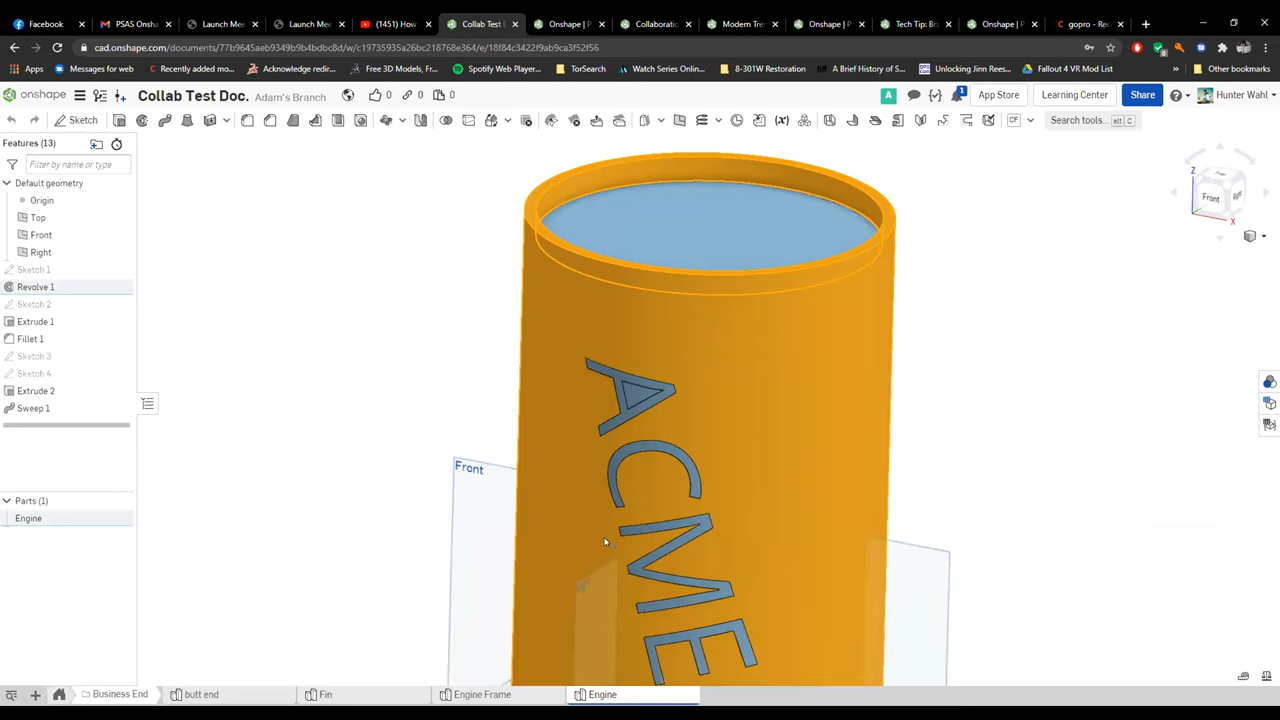 Facebook
PSAS Onsha
Launch Mee
Launch Mee
(1451) How
Collab Test D
Onshape | P
Collaboratio
Modern Tre
Onshape | P
Tech Tip: Br
Onshape | P
gopro - Rec
cad.onshape.com/documents/77b9645aeb9349b9b4bdbc8d/w/c19735935a26bc218768e364/e/18f84c3422f9ab9ca3f52f56
Apps
Messages for web
Recently added mo...
Acknowledge redir...
Free 3D Models, Fr...
Spotify Web Player...
TorSearch
Watch Series Onlin...
8-301W Restoration
A Brief History of S...
Unlocking Jinn Rees...
Fallout 4 VR Mod List
»
Other bookmarks
onshape
Collab Test Doc.
Adam's Branch
0
0
0
A
1
App Store
Learning Center
Share
Hunter Wahl
Sketch
(x)
CF
Search tools...
alt C
Features (13)
Filter by name or type
Default geometry
Origin
Top
Front
Right
Sketch 1
Revolve 1
Sketch 2
Extrude 1
Fillet 1
Sketch 3
Sketch 4
Extrude 2
Sweep 1
Parts (1)
Engine
ACME
Front
Z
Front
Right
X
Business End
butt end
Fin
Engine Frame
Engine